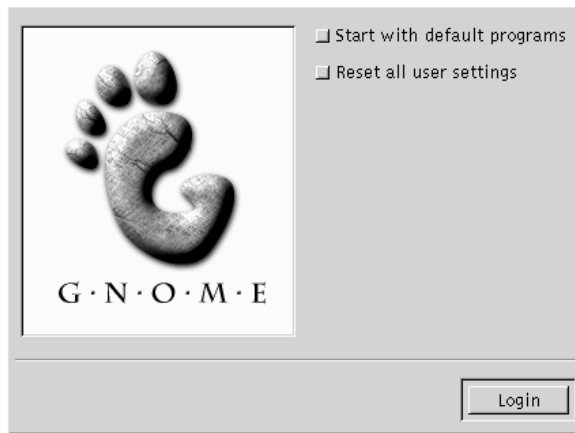 Start with default programs
Reset all user settings
G·N·O·M·E
Login